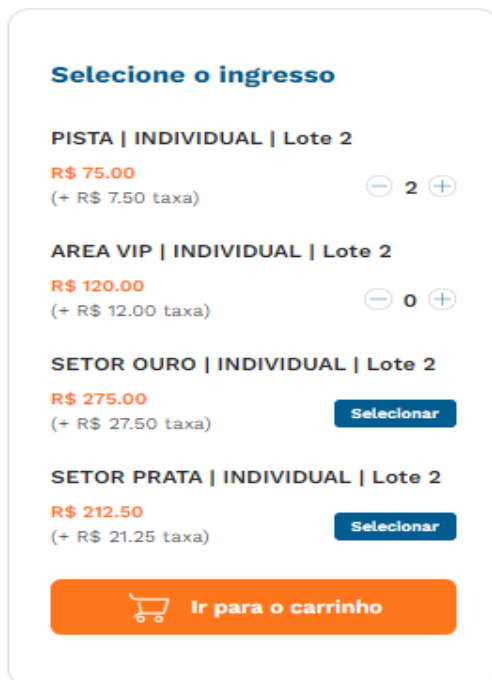 Selecione o ingresso
PISTA | INDIVIDUAL | Lote 2
R$ 75.00
(+ R$ 7.50 taxa)
2
AREA VIP | INDIVIDUAL | Lote 2
R$ 120.00
(+ R$ 12.00 taxa)
0
SETOR OURO | INDIVIDUAL | Lote 2
R$ 275.00
(+ R$ 27.50 taxa)
Selecionar
SETOR PRATA | INDIVIDUAL | Lote 2
R$ 212.50
(+ R$ 21.25 taxa)
Selecionar
Ir para o carrinho